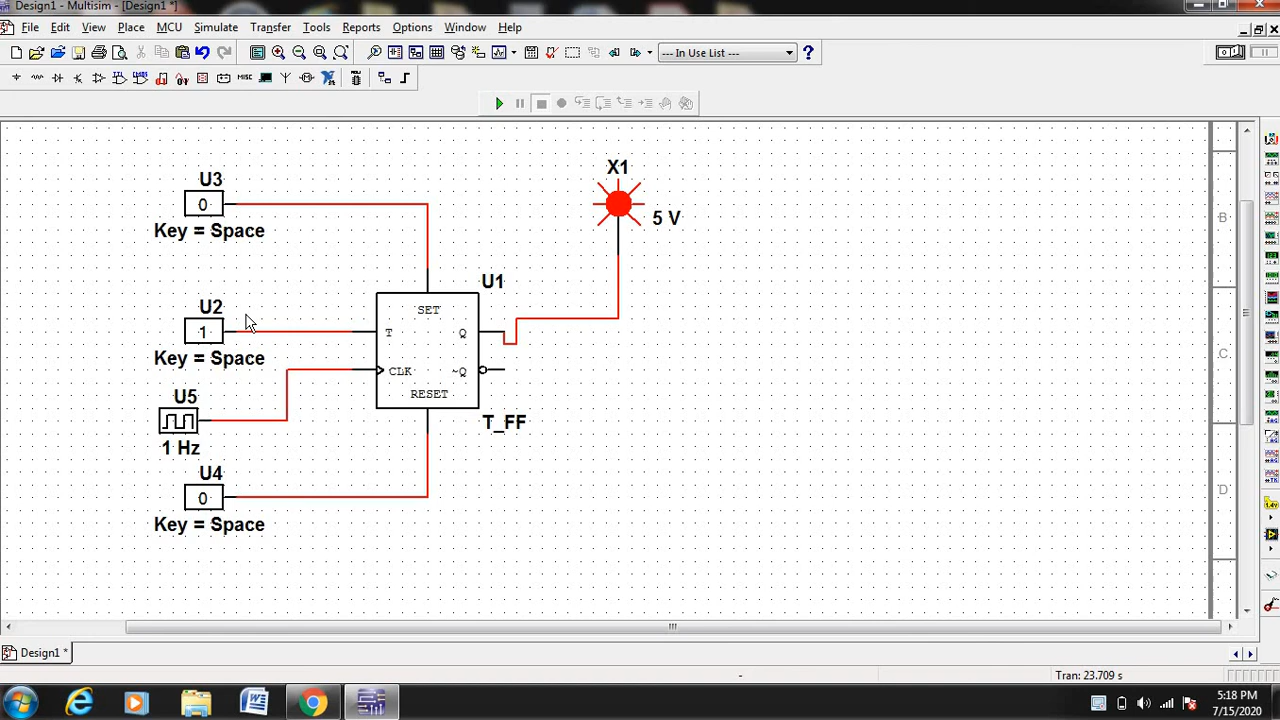 Design1 - Multisim - [Design1 *]
File Edit View Place MCU Simulate Transfer Tools Reports Options Window Help
--- In Use List ---
X1
5 V
U3
0
Key = Space
B
U1
SET
U2
1
Key = Space
T
Q
C
CLK
~Q
RESET
U5
1 Hz
T_FF
U4
0
Key = Space
D
Design1 *
-
Tran: 23.709 s
5:18 PM
7/15/2020